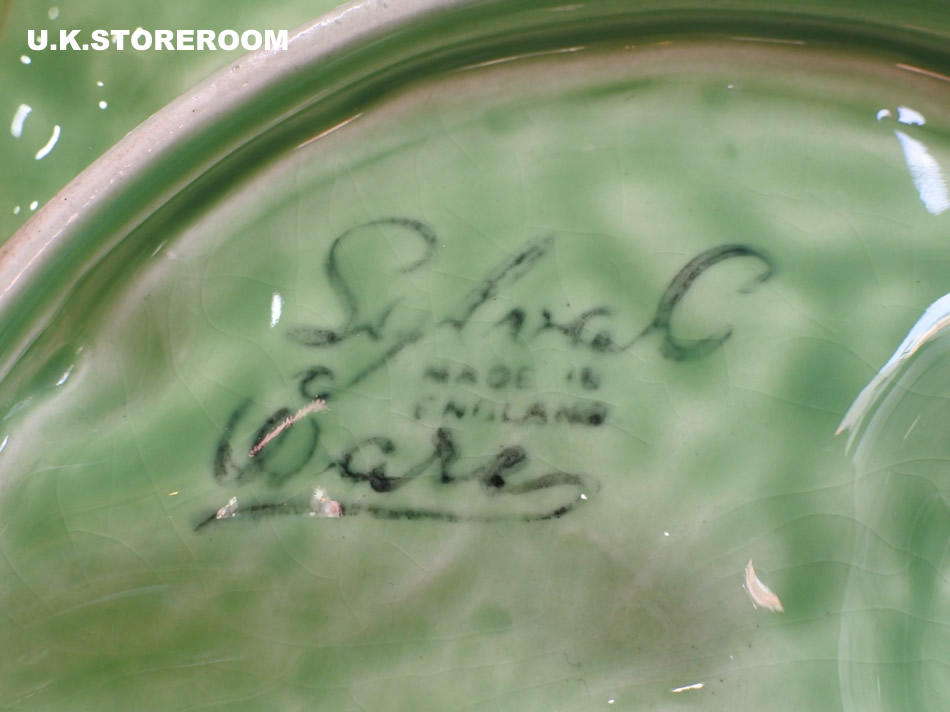 U.K.STOREROOM
SylvaC
MADE IN
ENGLAND
Ware